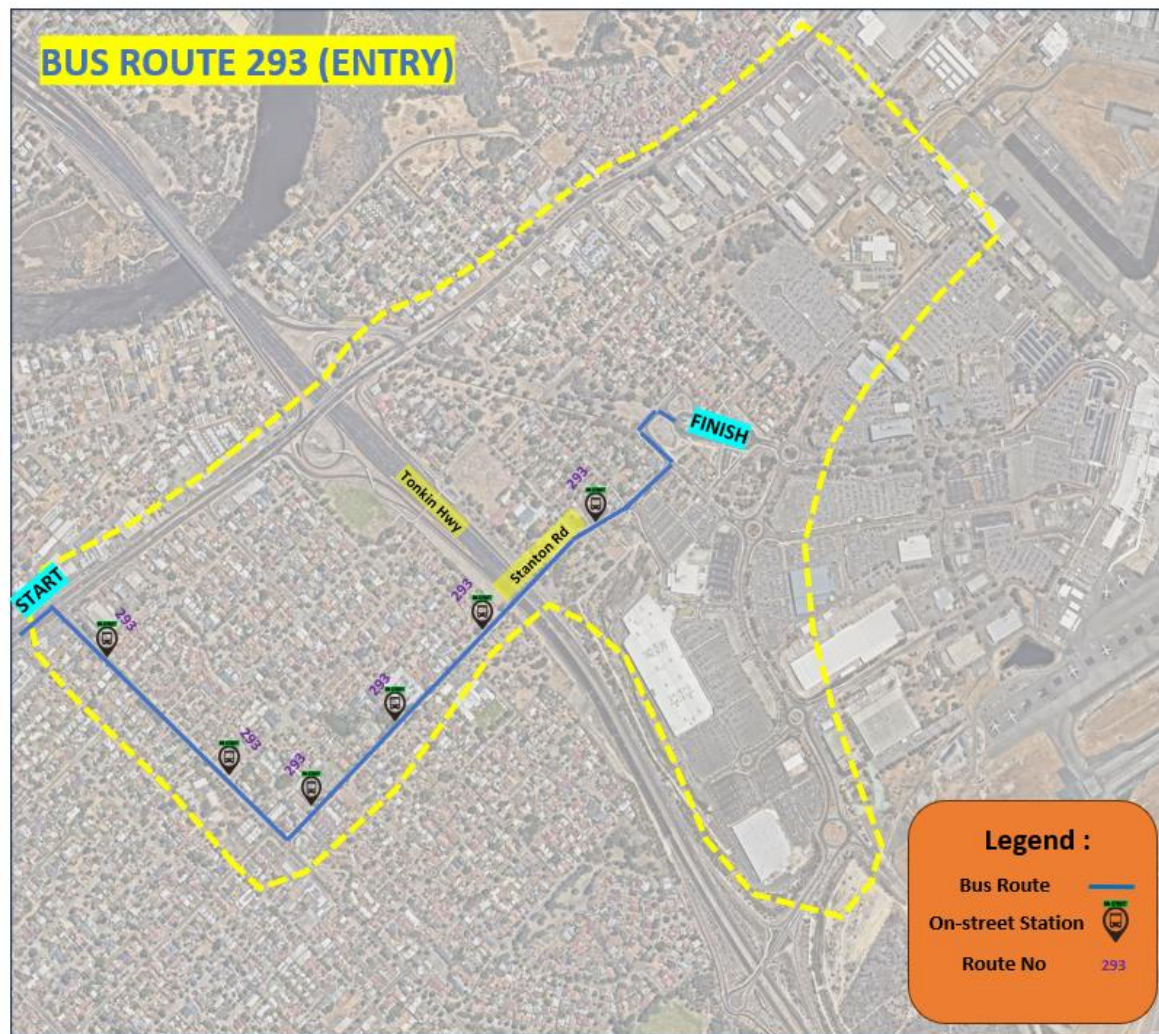 BUS ROUTE 293 (ENTRY)
FINISH
293
Tonkin Hwy
Stanton Rd
START
293
293
293
293
293
Legend :
Bus Route
On-street Station
Route No 293